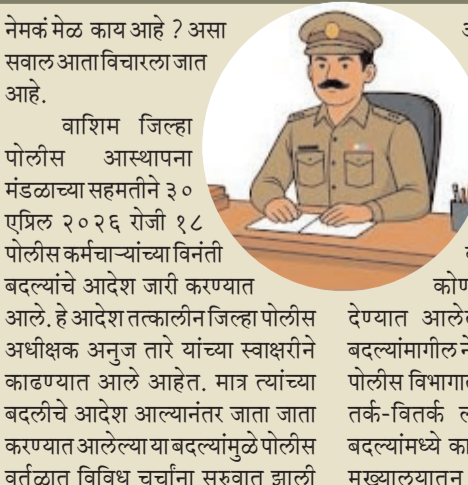 नेमकं मेळ काय आहे ? असा
सवाल आता विचारला जात
आहे.
वाशिम जिल्हा
पोलीस आस्थापना
मंडळाच्या सहमतीने ३०
एप्रिल २०२६ रोजी १८
पोलीस कर्मचाऱ्यांच्या विनंती
बदल्यांचे आदेश जारी करण्यात
आले. हे आदेश तत्कालीन जिल्हा पोलीस
अधीक्षक अनुज तारे यांच्या स्वाक्षरीने
काढण्यात आले आहेत. मात्र त्यांच्या
बदलीचे आदेश आल्यानंतर जाता जाता
करण्यात आलेल्या या बदल्यांमुळे पोलीस
वर्तुळात विविध चर्चांना सुरुवात झाली
देण्यात
बदल्यांमागील
तर्क-वितर्क
बदल्यांमध्ये